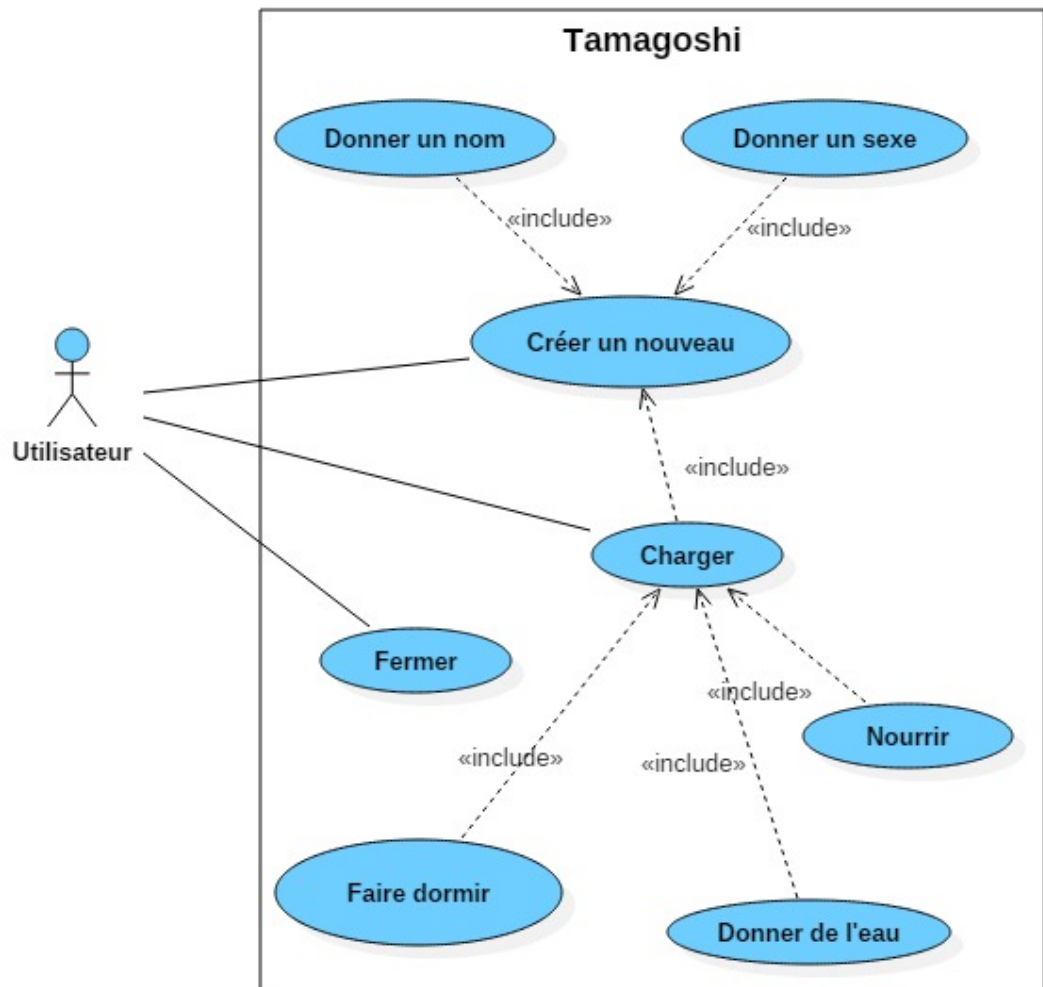 Tamagoshi
Donner un nom
Donner un sexe
«include»
«include»
Créer un nouveau
Utilisateur
«include»
Charger
Fermer
«include»
Nourrir
«include»
«include»
Faire dormir
Donner de l'eau